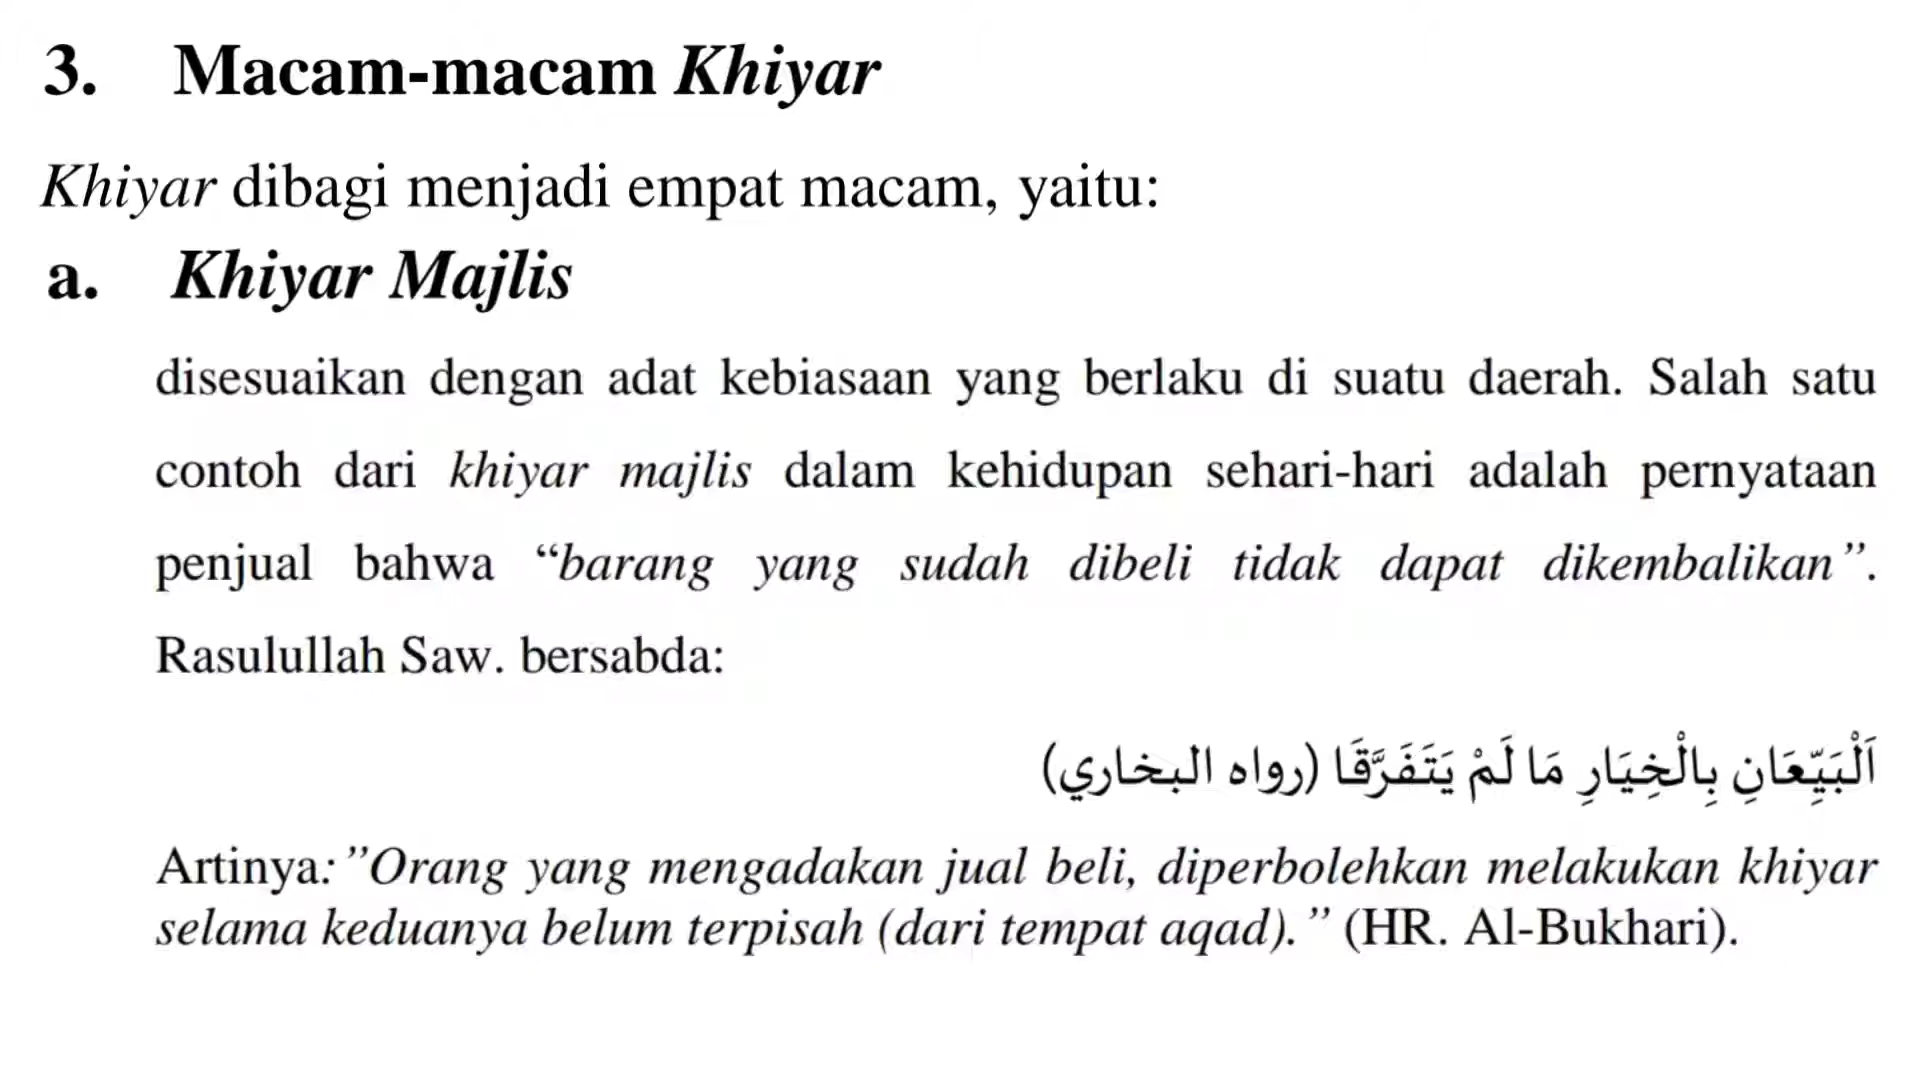 3. Macam-macam Khiyar
Khiyar dibagi menjadi empat macam, yaitu:
a. Khiyar Majlis
disesuaikan dengan adat kebiasaan yang berlaku di suatu daerah. Salah satu
contoh dari khiyar majlis dalam kehidupan sehari-hari adalah pernyataan
penjual bahwa “barang yang sudah dibeli tidak dapat dikembalikan”.
Rasulullah Saw. bersabda:
اَلْبَيِّعَانِ بِالْخِيَارِ مَا لَمْ يَتَفَرَّقَا (رواه البخاري)
Artinya:”Orang yang mengadakan jual beli, diperbolehkan melakukan khiyar
selama keduanya belum terpisah (dari tempat aqad).” (HR. Al-Bukhari).